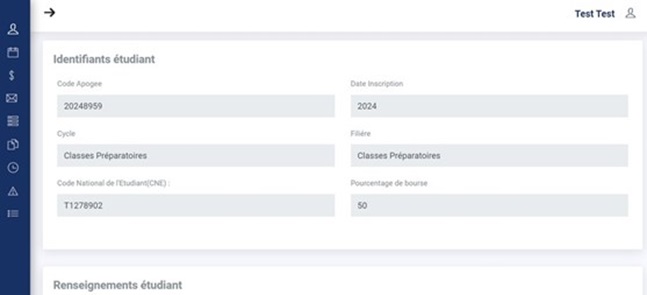 Test Test
Identifiants étudiant
Code Apogee
Date Inscription
20248959
2024
Cycle
Filière
Classes Préparatoires
Classes Préparatoires
Code National de l'Etudiant(CNE) :
Pourcentage de bourse
T1278902
50
Renseignements étudiant